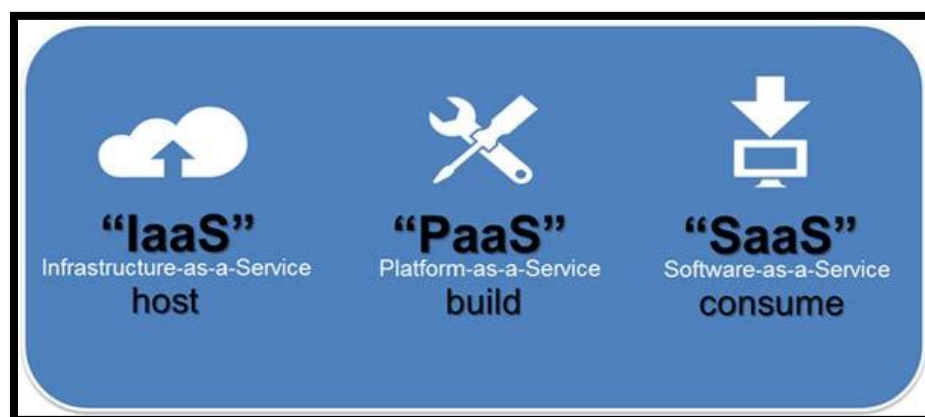 “IaaS”
Infrastructure-as-a-Service
host
“PaaS”
Platform-as-a-Service
build
“SaaS”
Software-as-a-Service
consume